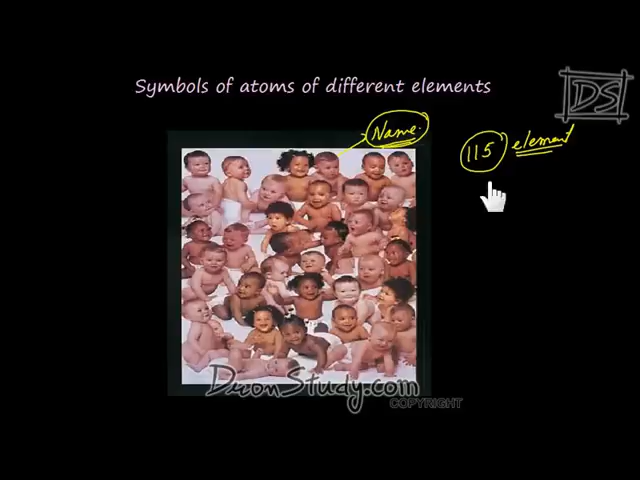 Symbols of atoms of different elements
DS
Name.
115 element
DronStudy.com
COPYRIGHT